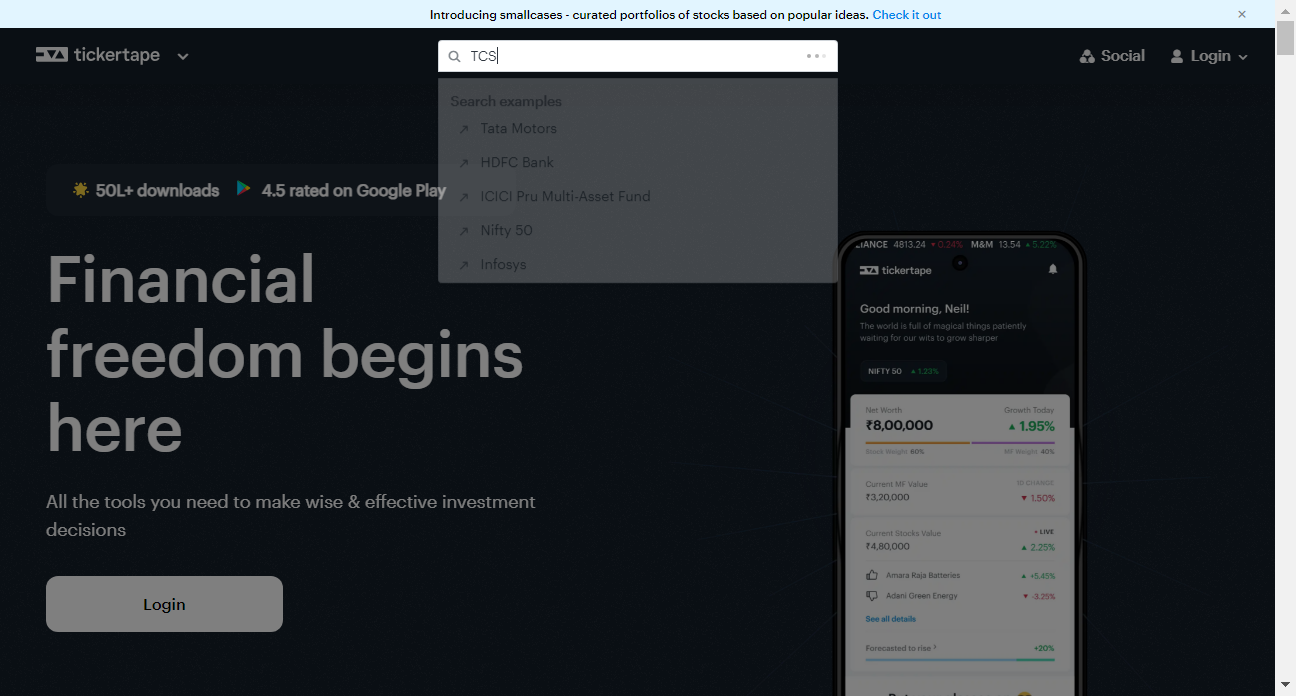 Introducing smallcases - curated portfolios of stocks based on popular ideas. Check it out
tickertape
TCS
Social
Login
Search examples
Tata Motors
HDFC Bank
ICICI Pru Multi-Asset Fund
Nifty 50
Infosys
50L+ downloads
4.5 rated on Google Play
Financial
freedom begins
here
All the tools you need to make wise & effective investment
decisions
Login
LIANCE 4813.24 ▾ 0.24% M&M 13.54 ▴ 5.22%
tickertape
Good morning, Neil!
The world is full of magical things patiently
waiting for our wits to grow sharper
NIFTY 50 ▴ 1.23%
Net Worth Growth Today
₹8,00,000 ▲ 1.95%
Stock Weight 60% MF Weight 40%
Current MF Value 1D CHANGE
₹3,20,000 ▼ 1.50%
Current Stocks Value • LIVE
₹4,80,000 ▲ 2.25%
Amara Raja Batteries ▲ +5.45%
Adani Green Energy ▼ -3.25%
See all details
Forecasted to rise +20%